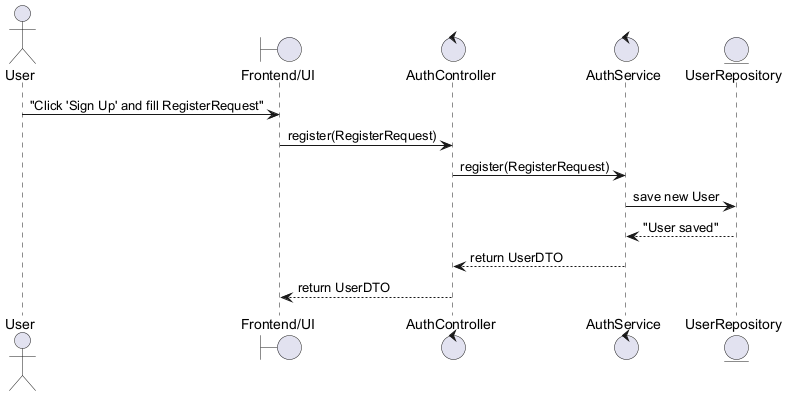 User
Frontend/UI
AuthController
AuthService
UserRepository
"Click 'Sign Up' and fill RegisterRequest"
register(RegisterRequest)
register(RegisterRequest)
save new User
"User saved"
return UserDTO
return UserDTO
User
Frontend/UI
AuthController
AuthService
UserRepository